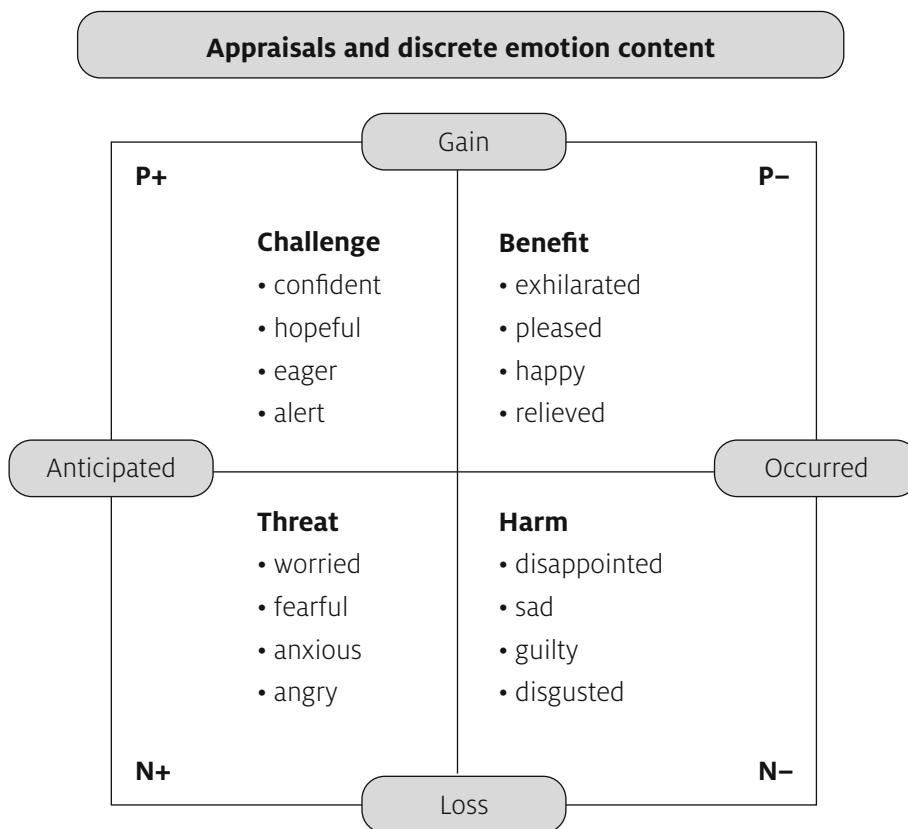 Appraisals and discrete emotion content
Gain
P+
P–
Challenge
• confident
• hopeful
• eager
• alert
Benefit
• exhilarated
• pleased
• happy
• relieved
Anticipated
Occurred
Threat
• worried
• fearful
• anxious
• angry
Harm
• disappointed
• sad
• guilty
• disgusted
N+
N–
Loss